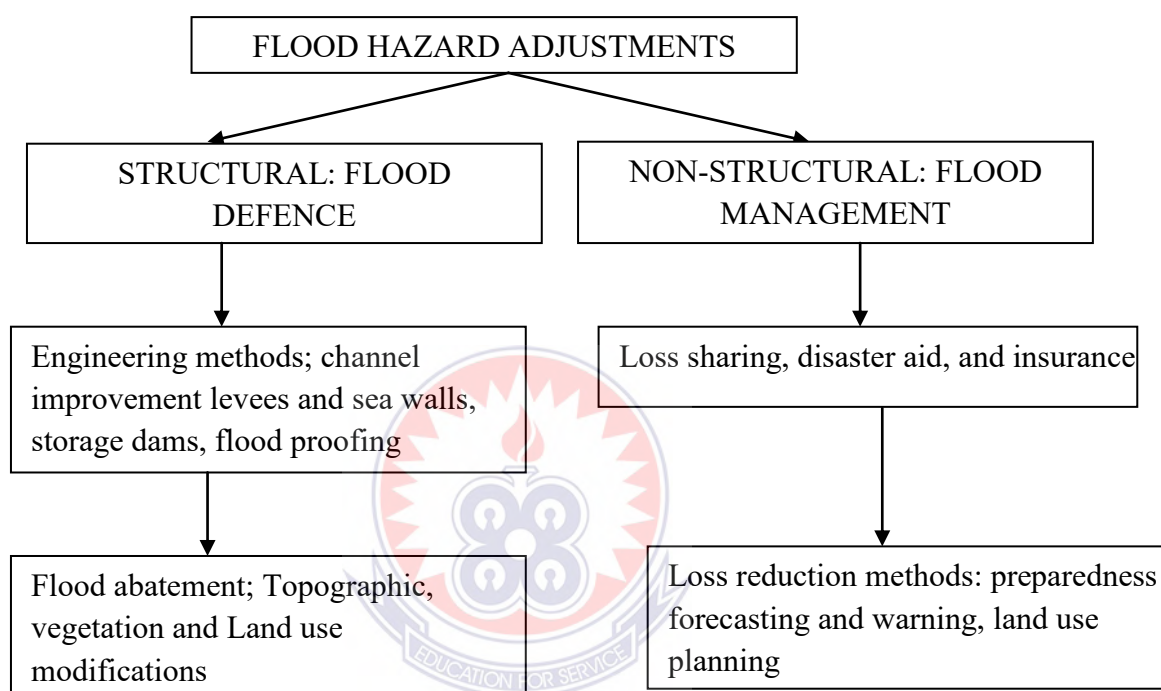 FLOOD HAZARD ADJUSTMENTS
STRUCTURAL: FLOOD
DEFENCE
NON-STRUCTURAL: FLOOD
MANAGEMENT
Engineering methods; channel
improvement levees and sea walls,
storage dams, flood proofing
Loss sharing, disaster aid, and insurance
Flood abatement; Topographic,
vegetation and Land use
modifications
Loss reduction methods: preparedness
forecasting and warning, land use
planning
EDUCATION FOR SERVICE